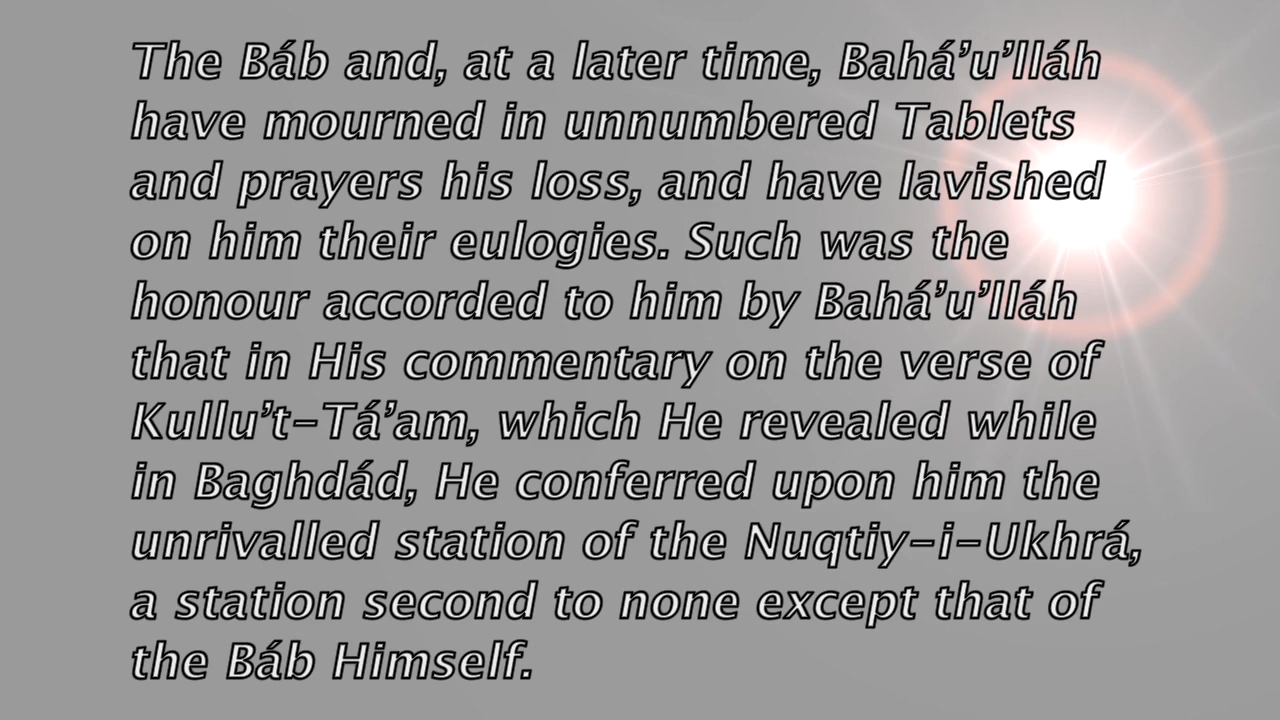 The Báb and, at a later time, Bahá’u’lláh
have mourned in unnumbered Tablets
and prayers his loss, and have lavished
on him their eulogies. Such was the
honour accorded to him by Bahá’u’lláh
that in His commentary on the verse of
Kullu’t–Tá’am, which He revealed while
in Baghdád, He conferred upon him the
unrivalled station of the Nuqtiy–i–Ukhrá,
a station second to none except that of
the Báb Himself.